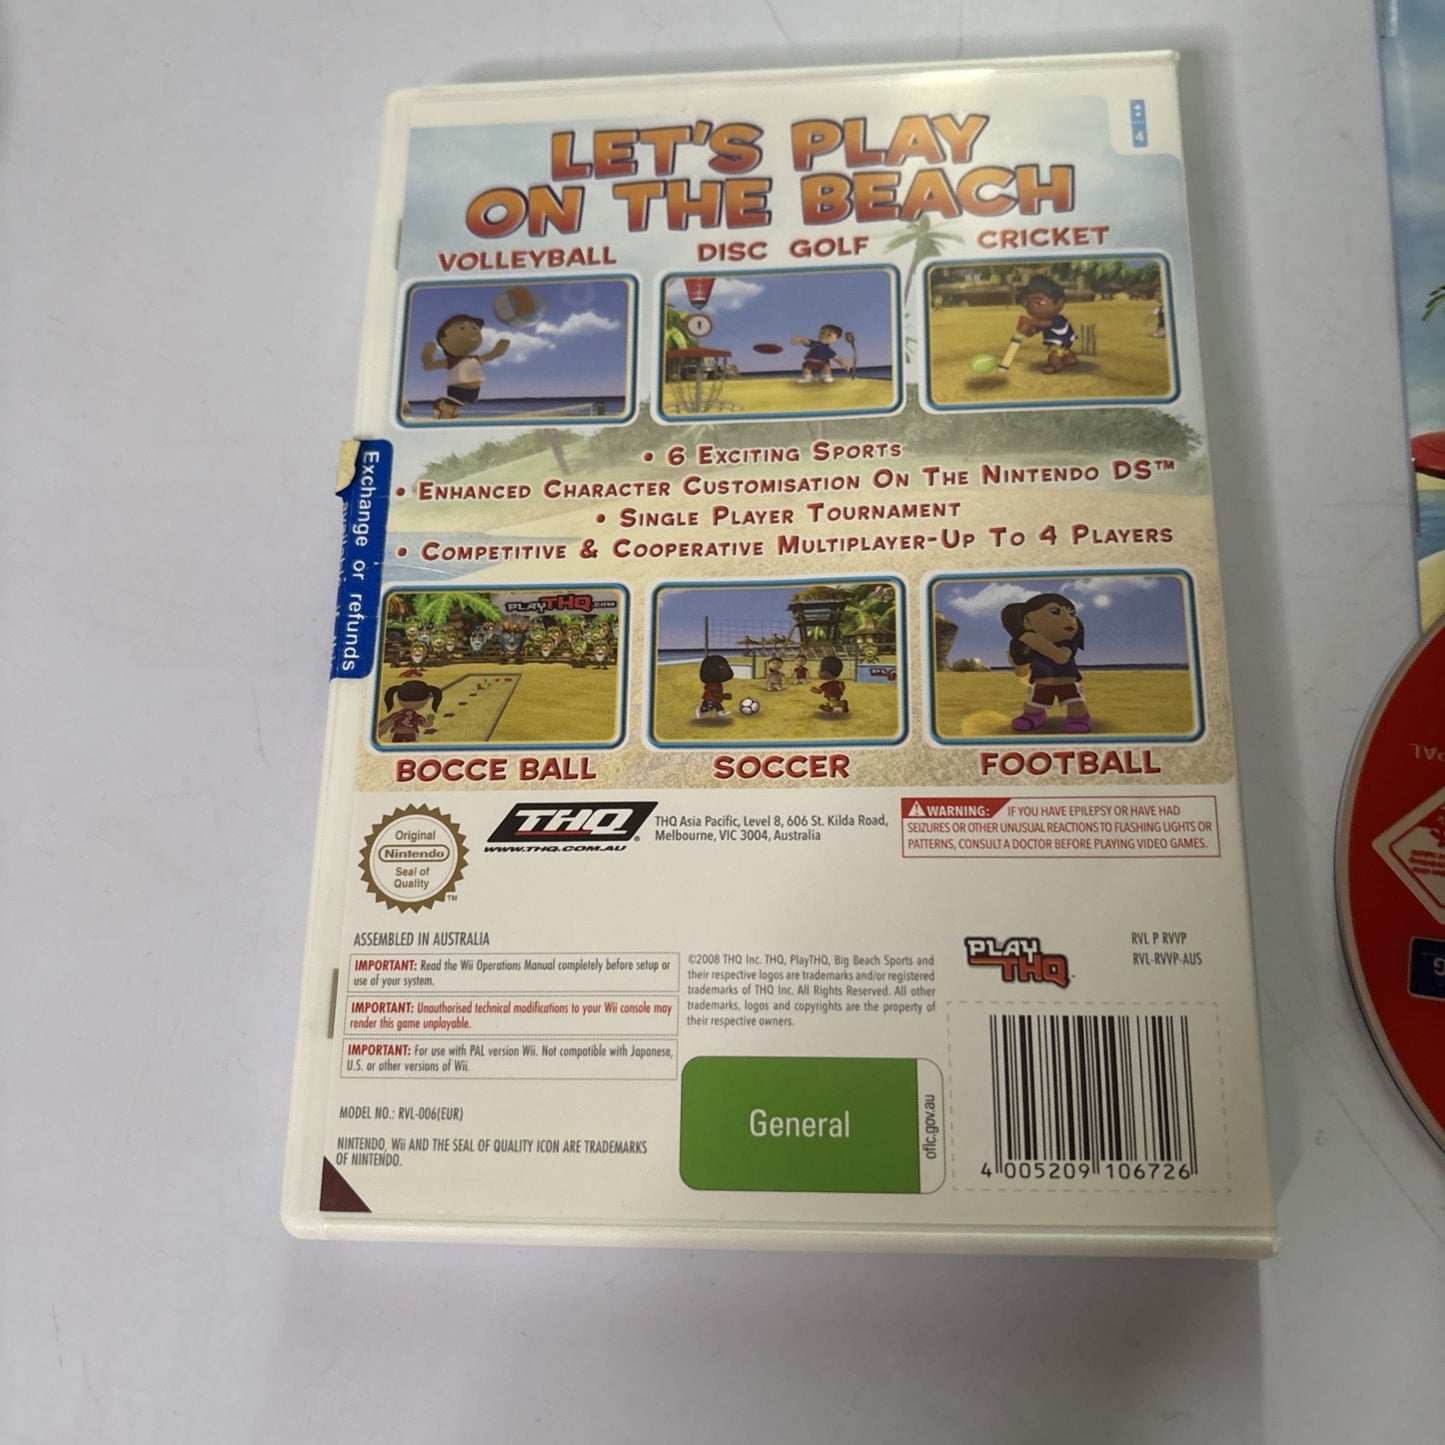 LET'S PLAY
ON THE BEACH
4
VOLLEYBALL
DISC GOLF
CRICKET
1
• 6 EXCITING SPORTS
• ENHANCED CHARACTER CUSTOMISATION ON THE NINTENDO DS™
• SINGLE PLAYER TOURNAMENT
• COMPETITIVE & COOPERATIVE MULTIPLAYER-UP TO 4 PLAYERS
Exchange or refunds
PLAYTHQ.COM
BOCCE BALL
SOCCER
FOOTBALL
Original
Nintendo
Seal of
Quality
TM
THQ®
WWW.THQ.COM.AU
THQ Asia Pacific, Level 8, 606 St. Kilda Road,
Melbourne, VIC 3004, Australia
WARNING: IF YOU HAVE EPILEPSY OR HAVE HAD
SEIZURES OR OTHER UNUSUAL REACTIONS TO FLASHING LIGHTS OR
PATTERNS, CONSULT A DOCTOR BEFORE PLAYING VIDEO GAMES.
ASSEMBLED IN AUSTRALIA
IMPORTANT: Read the Wii Operations Manual completely before setup or
use of your system.
IMPORTANT: Unauthorised technical modifications to your Wii console may
render this game unplayable.
IMPORTANT: For use with PAL version Wii. Not compatible with Japanese,
U.S. or other versions of Wii.
MODEL NO.: RVL-006(EUR)
NINTENDO, Wii AND THE SEAL OF QUALITY ICON ARE TRADEMARKS
OF NINTENDO.
©2008 THQ Inc. THQ, PlayTHQ, Big Beach Sports and
their respective logos are trademarks and/or registered
trademarks of THQ Inc. All Rights Reserved. All other
trademarks, logos and copyrights are the property of
their respective owners.
PLAY
THQ
RVL P RVVP
RVL-RVVP-AUS
General
oflc.gov.au
4 005209 106726
PAL